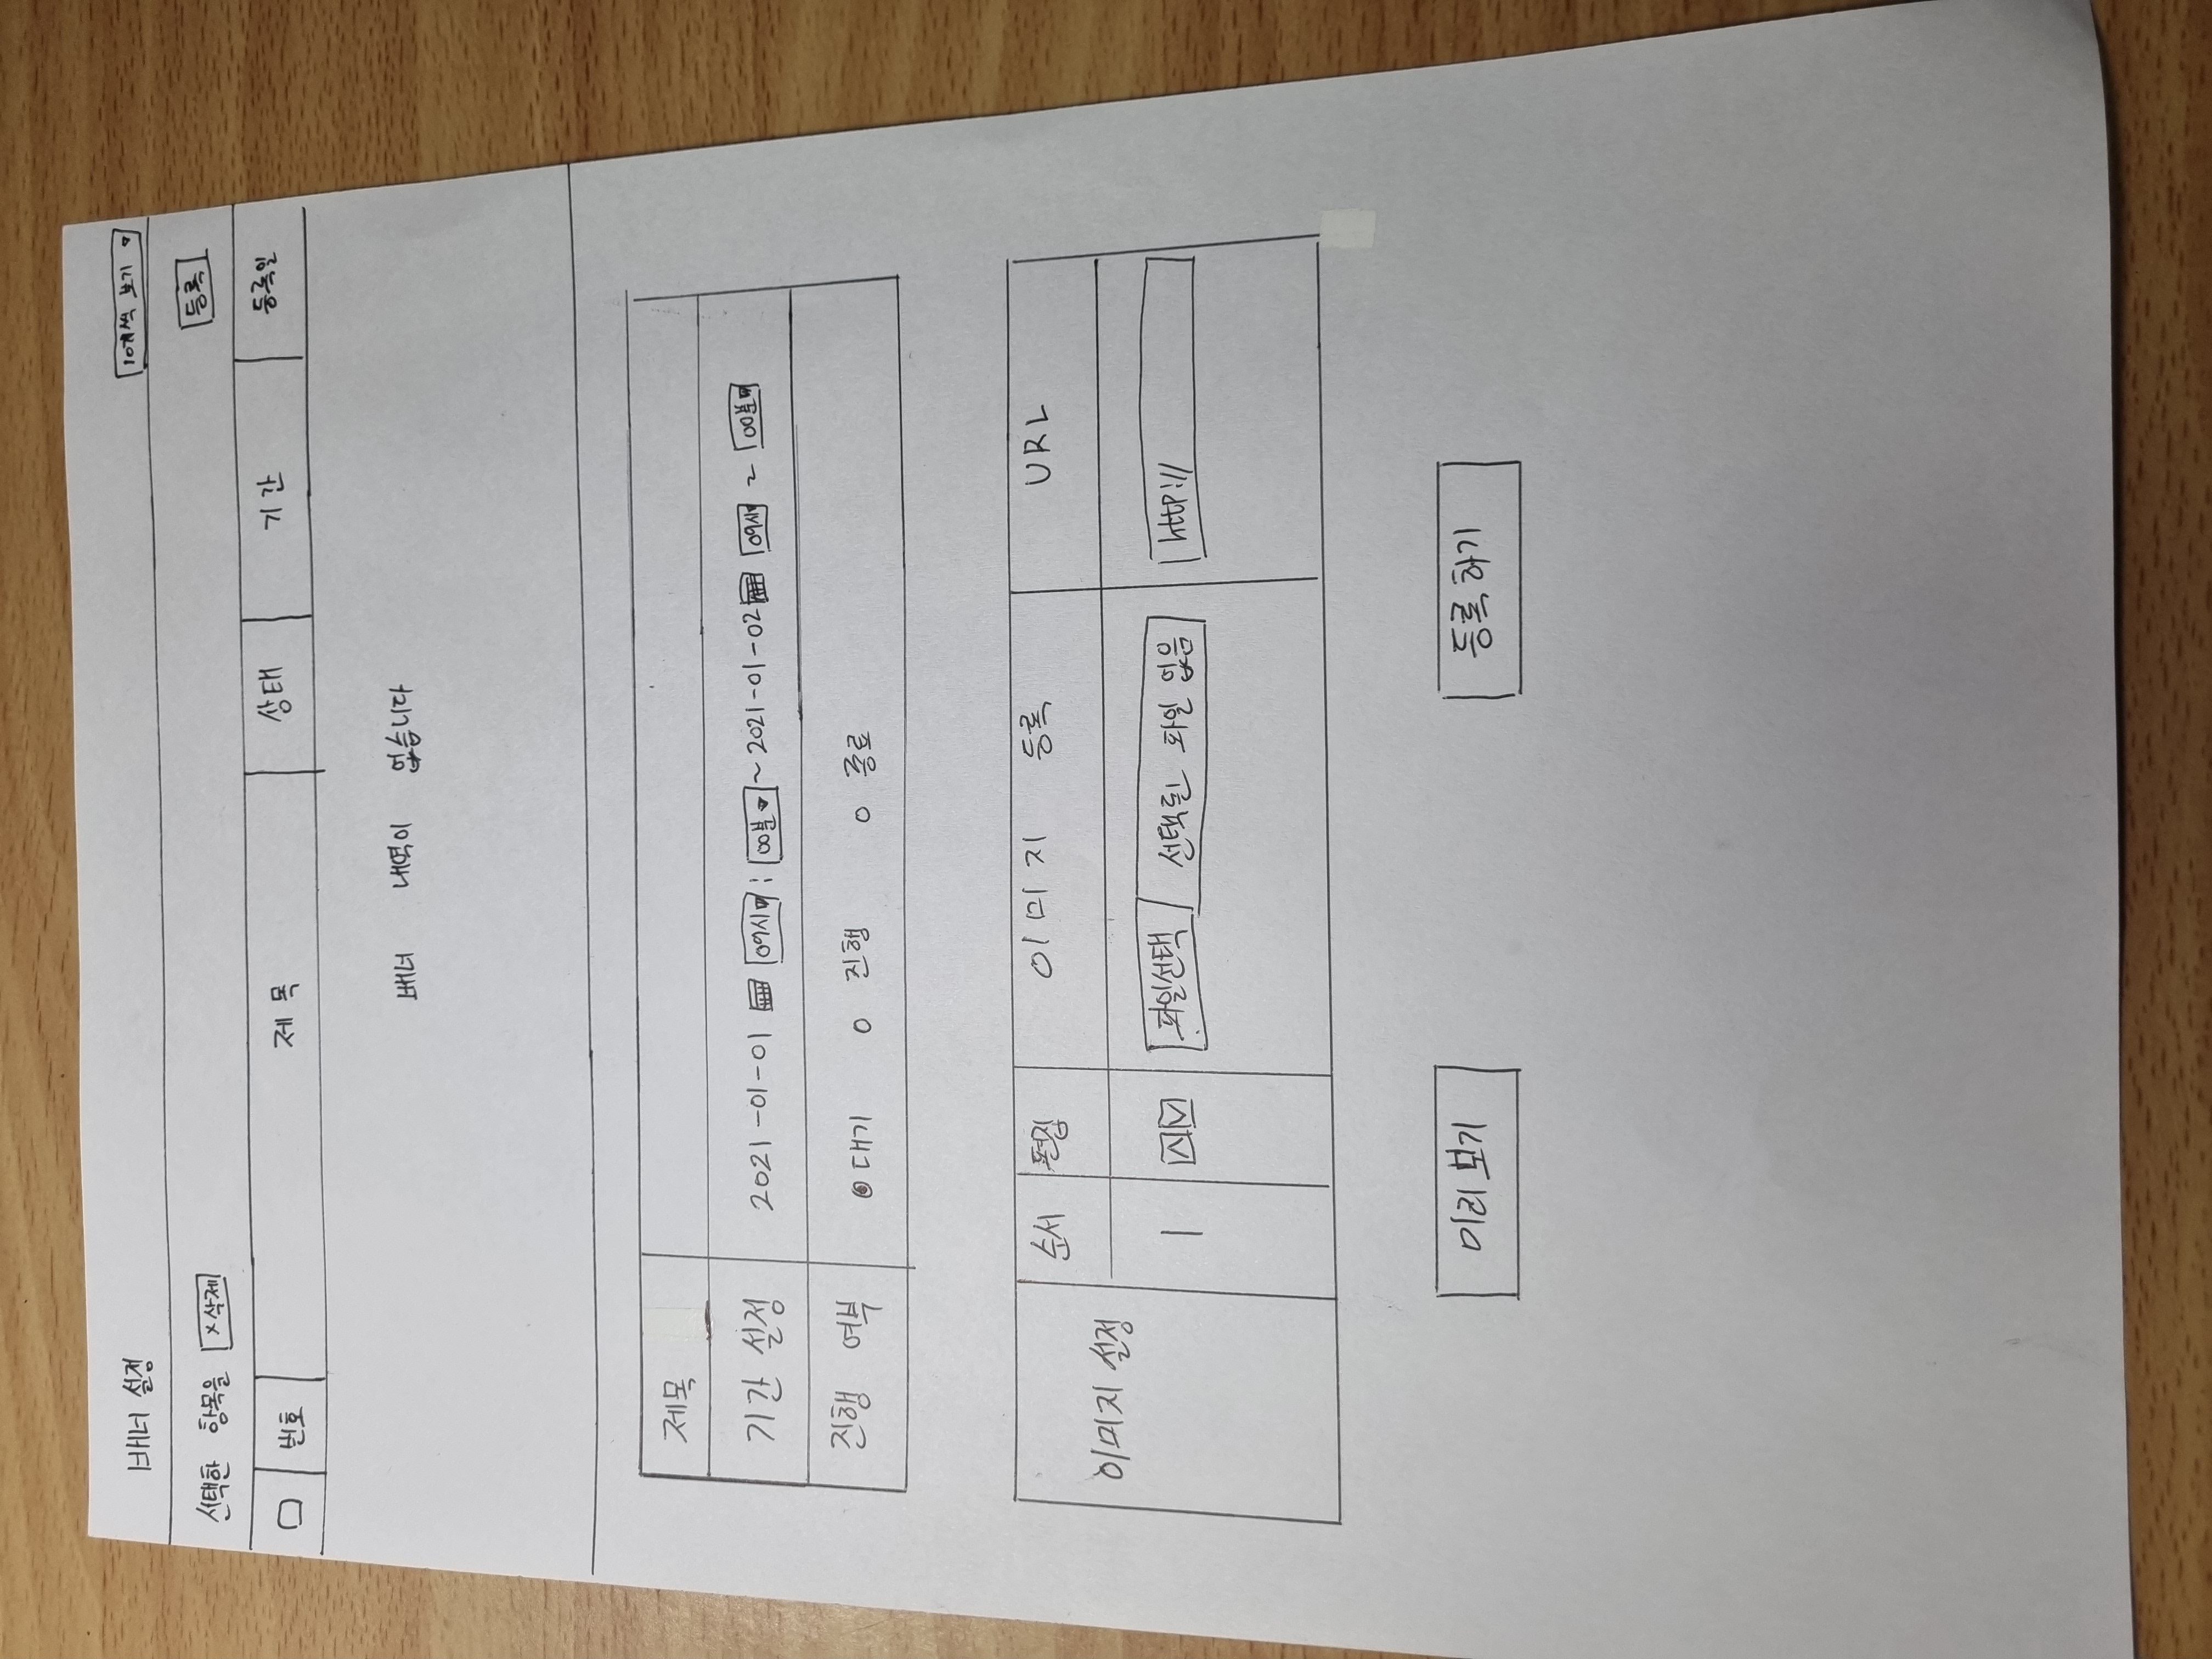 배너 설정 10개씩 보기
선택한 항목을 x삭제 등록
번호 제목 상태 기간 등록일
배너 내역이 없습니다
제목
기간 설정 2021-01-01 09시 : 00분 ~ 2021-01-02 09시 ~ 00분
진행 여부 대기 진행 종료
이미지 설정 순서 편집 이미지 등록 URL
1 파일선택 선택된 파일 없음 http://
미리보기 등록하기